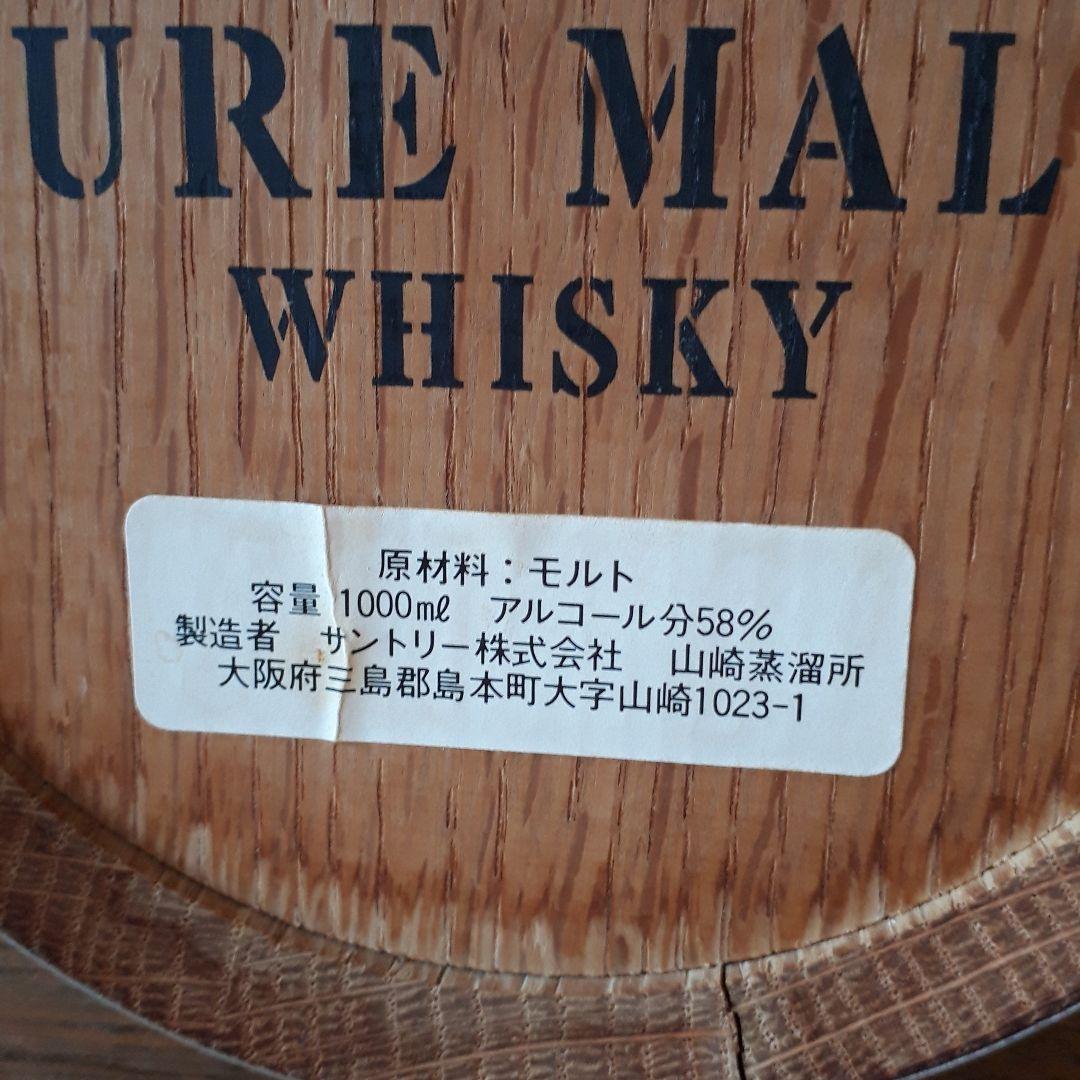 URE MAL
WHISKY
原材料：モルト
容量 1000㎖ アルコール分58%
製造者 サントリー株式会社 山崎蒸溜所
大阪府三島郡島本町大字山崎1023-1